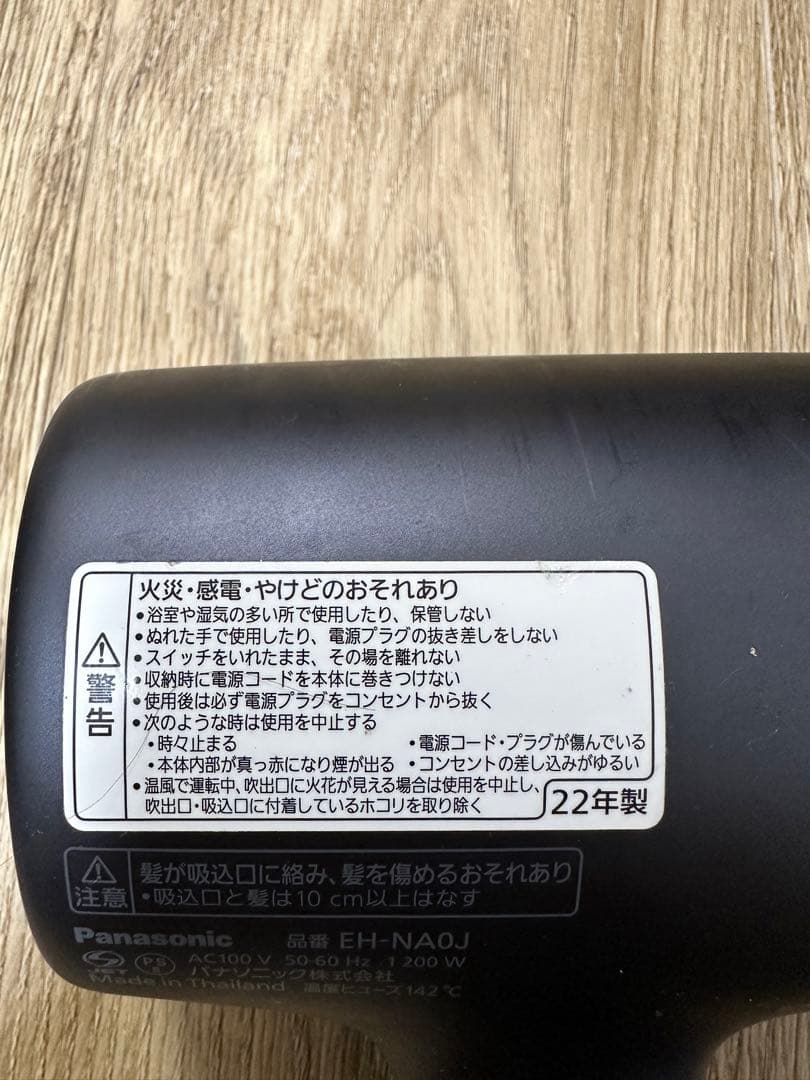 火災・感電・やけどのおそれあり
・浴室や湿気の多い所で使用したり、保管しない
・ぬれた手で使用したり、電源プラグの抜き差しをしない
・スイッチをいれたまま、その場を離れない
・収納時に電源コードを本体に巻きつけない
・使用後は必ず電源プラグをコンセントから抜く
・次のような時は使用を中止する
・時々止まる ・電源コード・プラグが傷んでいる
・本体内部が真っ赤になり煙が出る ・コンセントの差し込みがゆるい
・温風で運転中、吹出口に火花が見える場合は使用を中止し、
吹出口・吸込口に付着しているホコリを取り除く
警告
22年製
注意
髪が吸込口に絡み、髪を傷めるおそれあり
・吸込口と髪は10 cm以上はなす
Panasonic 品番 EH-NA0J
JET PS E AC100 V 50-60 Hz 1 200 W
パナソニック株式会社
Made in Thailand 温度ヒューズ142 ℃